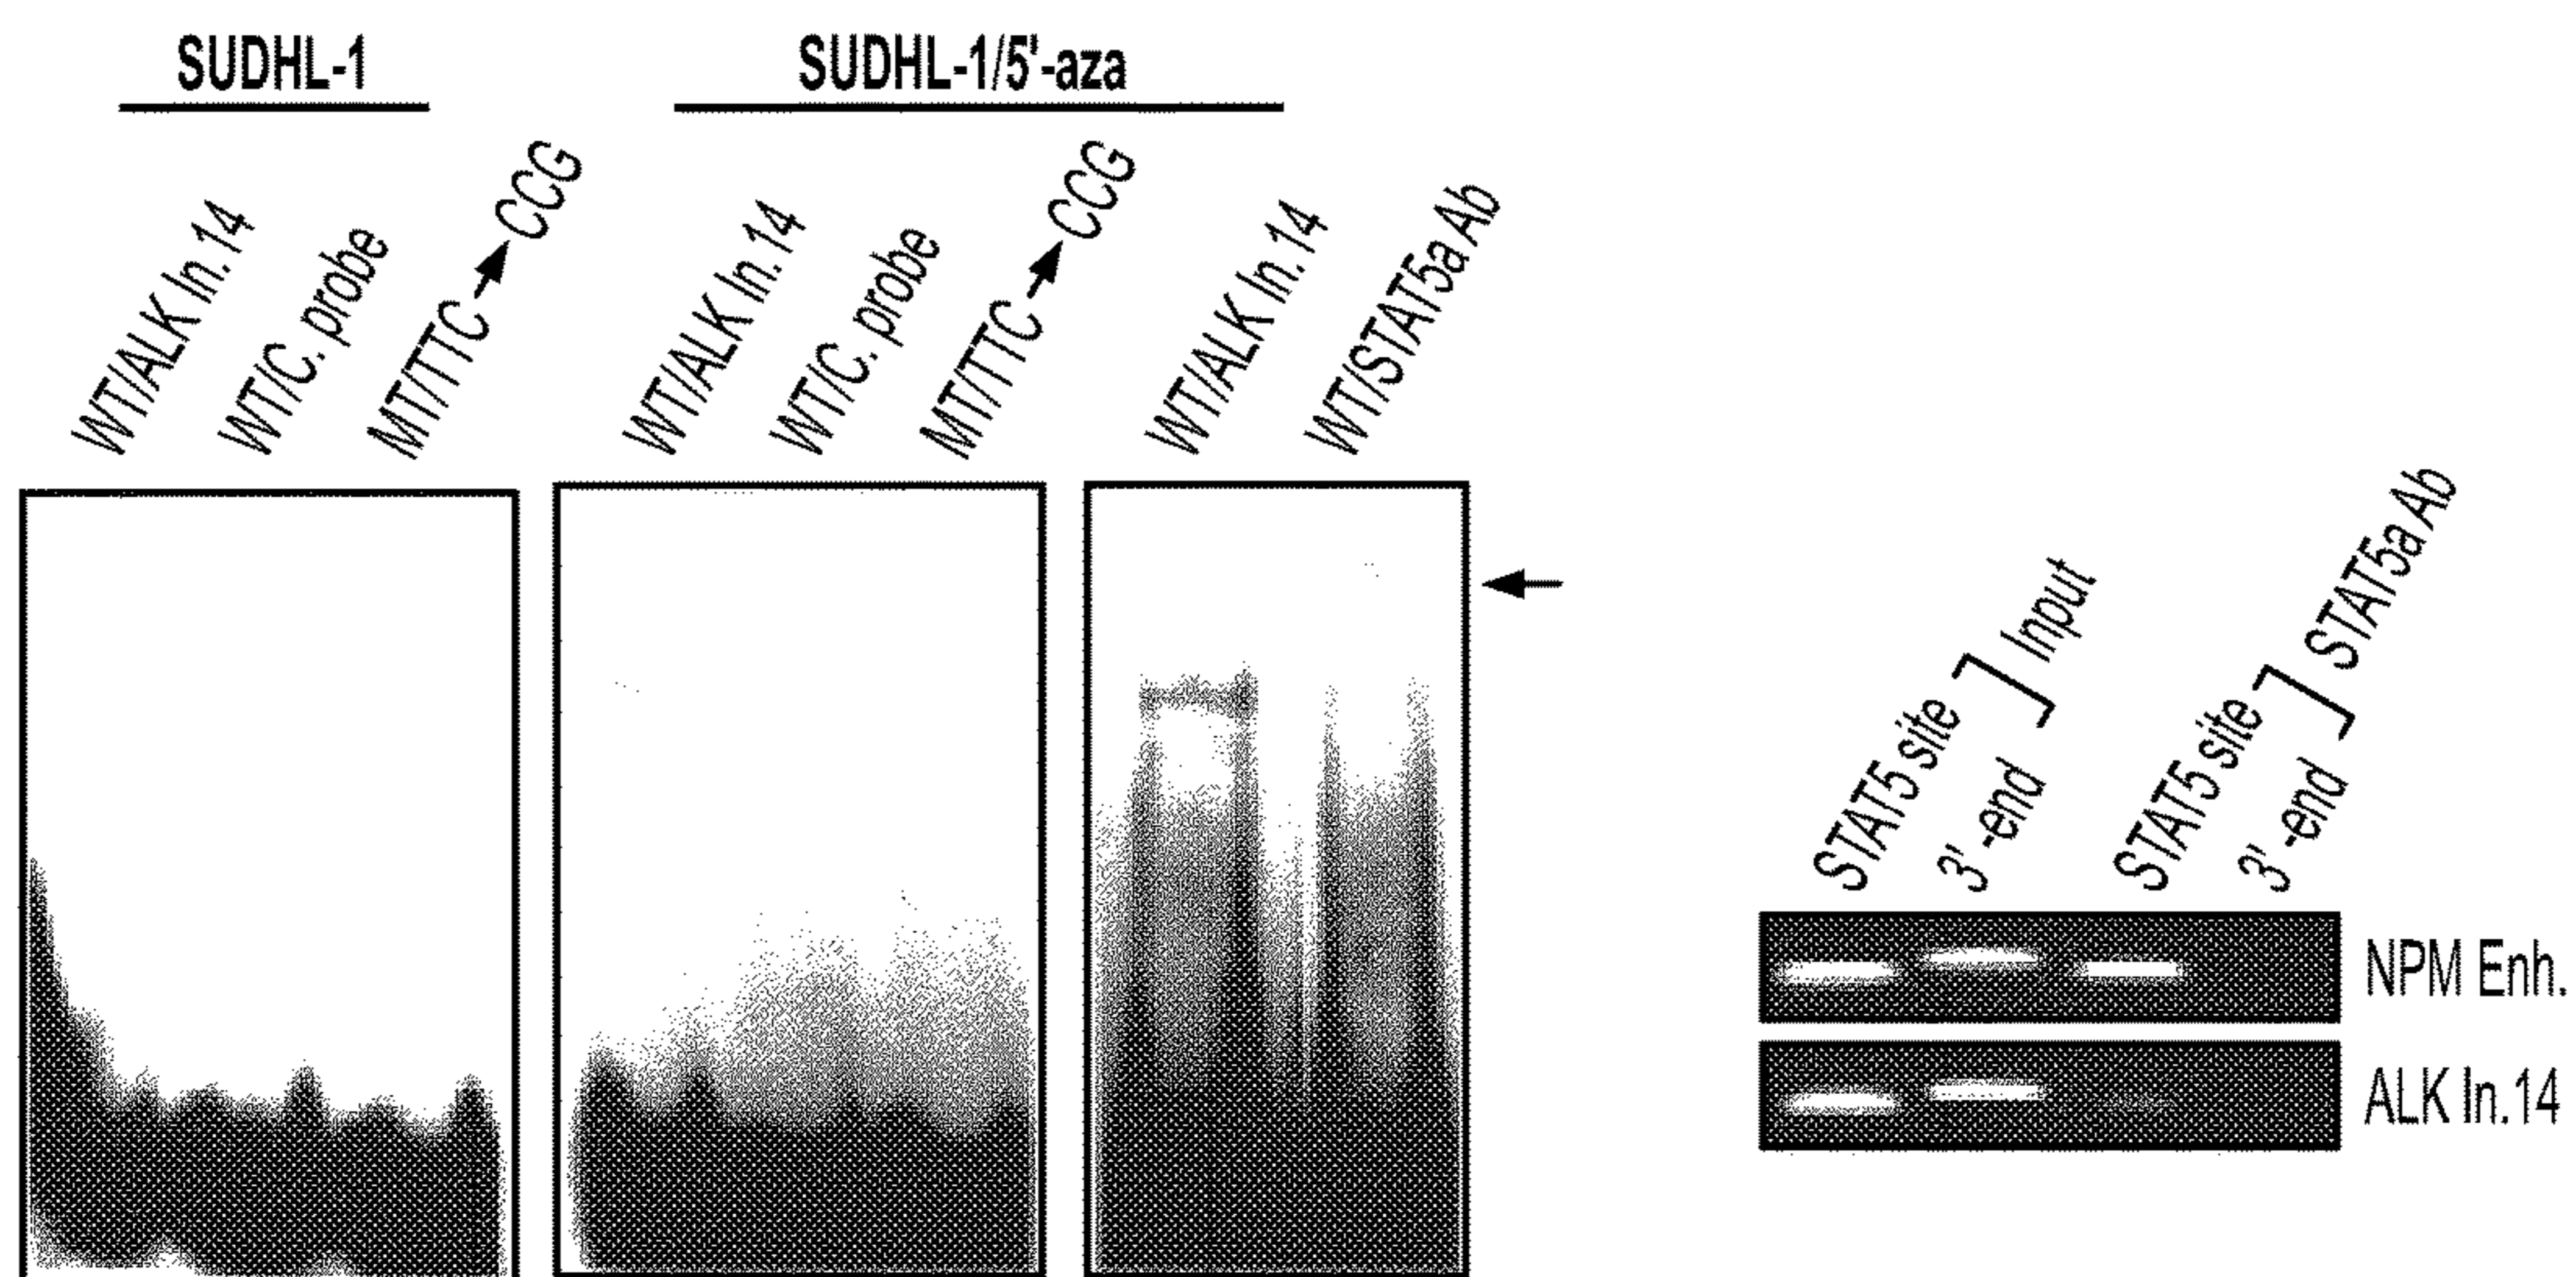 SUDHL-1
SUDHL-1/5'-aza
WT/ALK In.14
WT/C. probe
MT/TTC→CCG
WT/ALK In.14
WT/C. probe
MT/TTC→CCG
WT/ALK In.14
WT/STAT5a Ab
STAT5 site
3'-end
Input
STAT5 site
3'-end
STAT5a Ab
NPM Enh.
ALK In.14